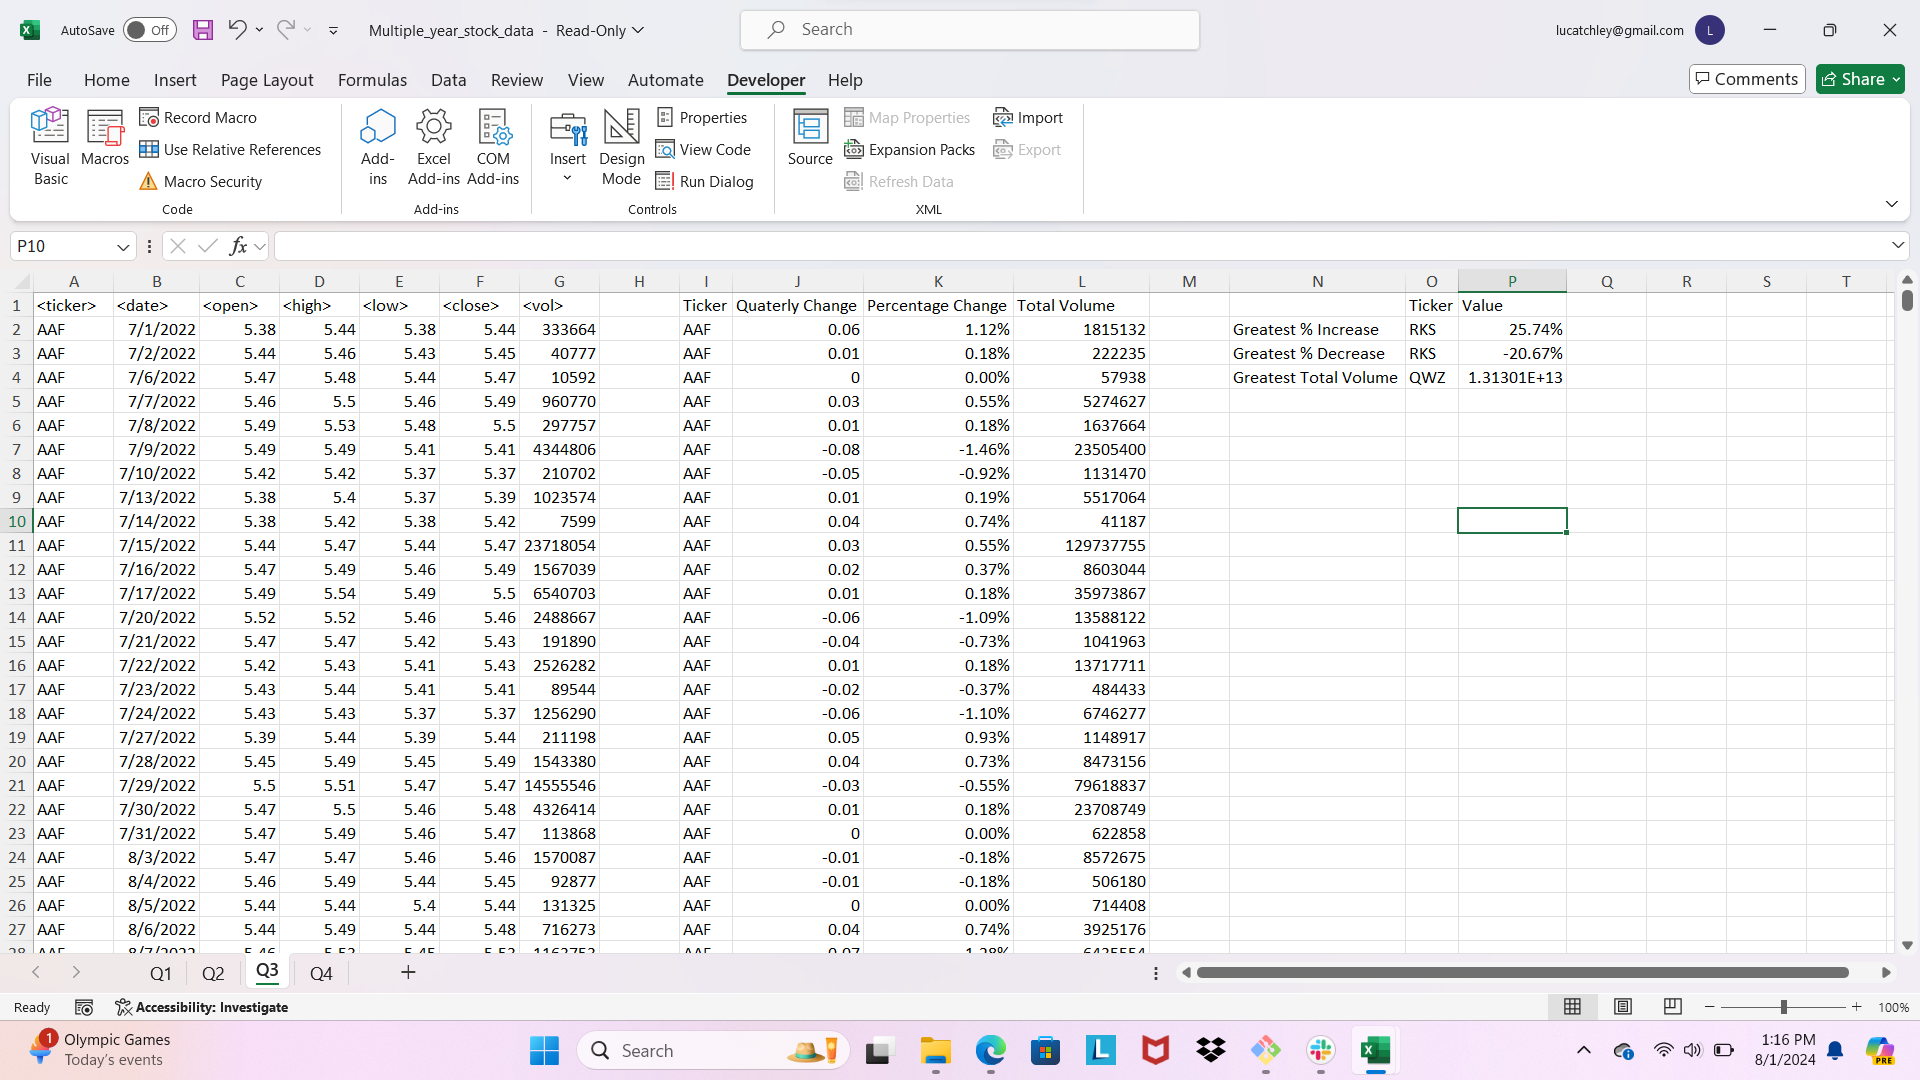 AutoSave Off Multiple_year_stock_data - Read-Only Search lucatchley@gmail.com L
File Home Insert Page Layout Formulas Data Review View Automate Developer Help Comments Share
Visual Basic
Macros
Record Macro
Use Relative References
Macro Security
Code
Add-ins
Excel Add-ins
COM Add-ins
Add-ins
Insert
Design Mode
Properties
View Code
Run Dialog
Controls
Source
Map Properties
Expansion Packs
Refresh Data
Import
Export
XML
P10 fx
A B C D E F G H I J K L M N O P Q R S T
1 <ticker> <date> <open> <high> <low> <close> <vol> Ticker Quaterly Change Percentage Change Total Volume Ticker Value
2 AAF 7/1/2022 5.38 5.44 5.38 5.44 333664 AAF 0.06 1.12% 1815132 Greatest % Increase RKS 25.74%
3 AAF 7/2/2022 5.44 5.46 5.43 5.45 40777 AAF 0.01 0.18% 222235 Greatest % Decrease RKS -20.67%
4 AAF 7/6/2022 5.47 5.48 5.44 5.47 10592 AAF 0 0.00% 57938 Greatest Total Volume QWZ 1.31301E+13
5 AAF 7/7/2022 5.46 5.5 5.46 5.49 960770 AAF 0.03 0.55% 5274627
6 AAF 7/8/2022 5.49 5.53 5.48 5.5 297757 AAF 0.01 0.18% 1637664
7 AAF 7/9/2022 5.49 5.49 5.41 5.41 4344806 AAF -0.08 -1.46% 23505400
8 AAF 7/10/2022 5.42 5.42 5.37 5.37 210702 AAF -0.05 -0.92% 1131470
9 AAF 7/13/2022 5.38 5.4 5.37 5.39 1023574 AAF 0.01 0.19% 5517064
10 AAF 7/14/2022 5.38 5.42 5.38 5.42 7599 AAF 0.04 0.74% 41187
11 AAF 7/15/2022 5.44 5.47 5.44 5.47 23718054 AAF 0.03 0.55% 129737755
12 AAF 7/16/2022 5.47 5.49 5.46 5.49 1567039 AAF 0.02 0.37% 8603044
13 AAF 7/17/2022 5.49 5.54 5.49 5.5 6540703 AAF 0.01 0.18% 35973867
14 AAF 7/20/2022 5.52 5.52 5.46 5.46 2488667 AAF -0.06 -1.09% 13588122
15 AAF 7/21/2022 5.47 5.47 5.42 5.43 191890 AAF -0.04 -0.73% 1041963
16 AAF 7/22/2022 5.42 5.43 5.41 5.43 2526282 AAF 0.01 0.18% 13717711
17 AAF 7/23/2022 5.43 5.44 5.41 5.41 89544 AAF -0.02 -0.37% 484433
18 AAF 7/24/2022 5.43 5.43 5.37 5.37 1256290 AAF -0.06 -1.10% 6746277
19 AAF 7/27/2022 5.39 5.44 5.39 5.44 211198 AAF 0.05 0.93% 1148917
20 AAF 7/28/2022 5.45 5.49 5.45 5.49 1543380 AAF 0.04 0.73% 8473156
21 AAF 7/29/2022 5.5 5.51 5.47 5.47 14555546 AAF -0.03 -0.55% 79618837
22 AAF 7/30/2022 5.47 5.5 5.46 5.48 4326414 AAF 0.01 0.18% 23708749
23 AAF 7/31/2022 5.47 5.49 5.46 5.47 113868 AAF 0 0.00% 622858
24 AAF 8/3/2022 5.47 5.47 5.46 5.46 1570087 AAF -0.01 -0.18% 8572675
25 AAF 8/4/2022 5.46 5.49 5.44 5.45 92877 AAF -0.01 -0.18% 506180
26 AAF 8/5/2022 5.44 5.44 5.4 5.44 131325 AAF 0 0.00% 714408
27 AAF 8/6/2022 5.44 5.49 5.44 5.48 716273 AAF 0.04 0.74% 3925176
Q1 Q2 Q3 Q4
Ready Accessibility: Investigate 100%
1 Olympic Games
Today's events
Search
1:16 PM
8/1/2024
PRE